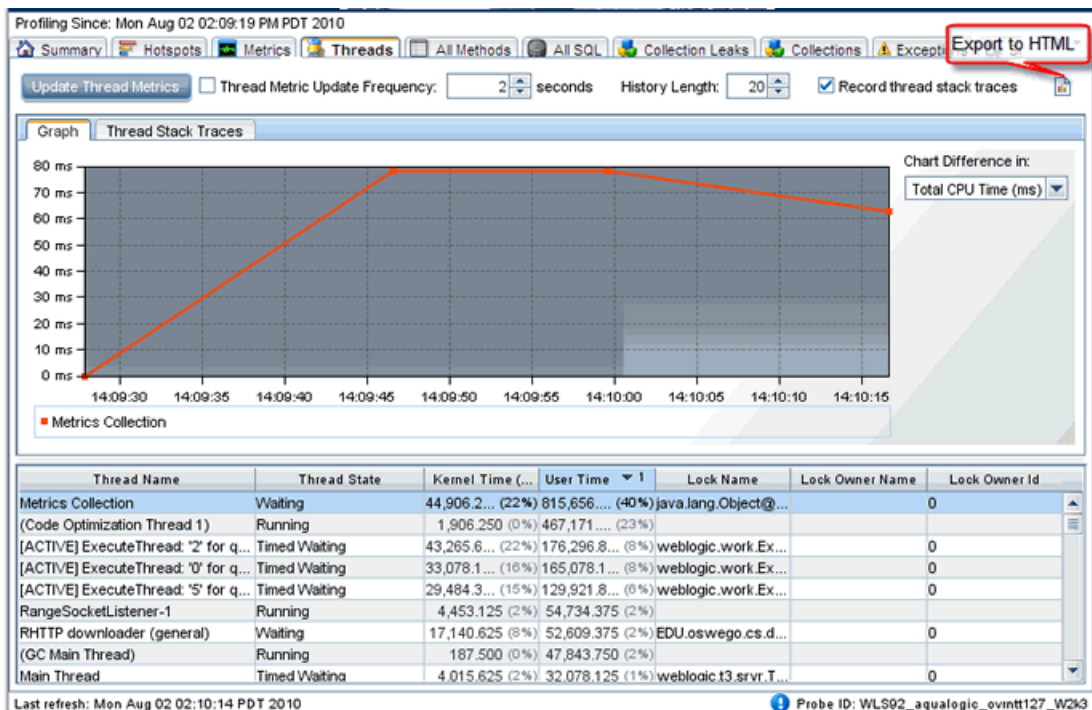 Profiling Since: Mon Aug 02 02:09:19 PM PDT 2010
Summary Hotspots Metrics Threads All Methods All SQL Collection Leaks Collections Excepti
Export to HTML
Update Thread Metrics Thread Metric Update Frequency: 2 seconds History Length: 20 Record thread stack traces
Graph Thread Stack Traces
Chart Difference in:
Total CPU Time (ms)
80 ms
70 ms
60 ms
50 ms
40 ms
30 ms
20 ms
10 ms
0 ms
14:09:30 14:09:35 14:09:40 14:09:45 14:09:50 14:09:55 14:10:00 14:10:05 14:10:10 14:10:15
Metrics Collection
Thread Name Thread State Kernel Time (... User Time 1 Lock Name Lock Owner Name Lock Owner Id
Metrics Collection Waiting 44,906.2... (22%) 815,656.... (40%) java.lang.Object@... 0
(Code Optimization Thread 1) Running 1,906.250 (0%) 467,171.... (23%)
[ACTIVE] ExecuteThread: '2' for q... Timed Waiting 43,265.6... (22%) 176,296.8... (8%) weblogic.work.Ex... 0
[ACTIVE] ExecuteThread: '0' for q... Timed Waiting 33,078.1... (16%) 165,078.1... (8%) weblogic.work.Ex... 0
[ACTIVE] ExecuteThread: '5' for q... Timed Waiting 29,484.3... (15%) 129,921.8... (6%) weblogic.work.Ex... 0
RangeSocketListener-1 Running 4,453.125 (2%) 54,734.375 (2%)
RHTTP downloader (general) Waiting 17,140.625 (8%) 52,609.375 (2%) EDU.oswego.cs.d... 0
(GC Main Thread) Running 187.500 (0%) 47,843.750 (2%)
Main Thread Timed Waiting 4,015.625 (2%) 32,078.125 (1%) weblogic.t3.srvr.T... 0
Last refresh: Mon Aug 02 02:10:14 PDT 2010 Probe ID: WLS92_aqualogic_ovrntt127_W2k3